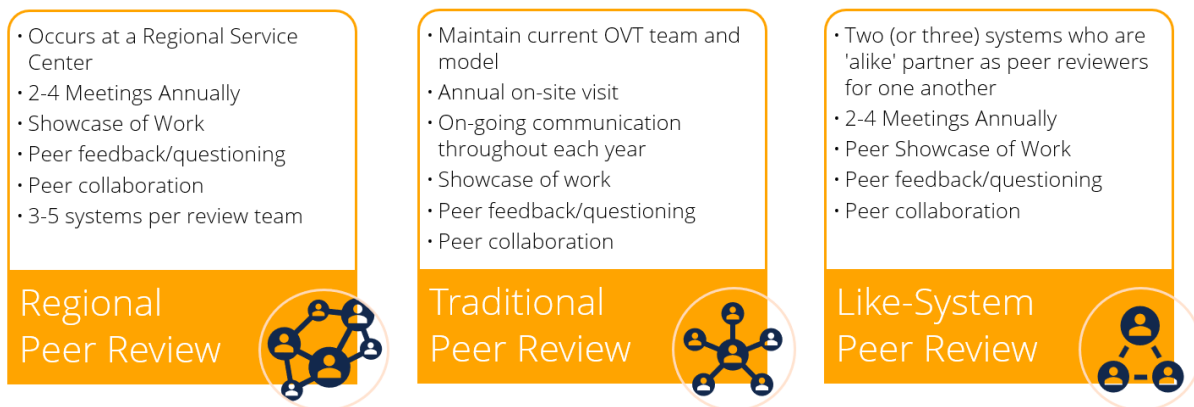 • Occurs at a Regional Service
Center
• 2-4 Meetings Annually
• Showcase of Work
• Peer feedback/questioning
• Peer collaboration
• 3-5 systems per review team
Regional
Peer Review
• Maintain current OVT team and
model
• Annual on-site visit
• On-going communication
throughout each year
• Showcase of work
• Peer feedback/questioning
• Peer collaboration
Traditional
Peer Review
• Two (or three) systems who are
'alike' partner as peer reviewers
for one another
• 2-4 Meetings Annually
• Peer Showcase of Work
• Peer feedback/questioning
• Peer collaboration
Like-System
Peer Review